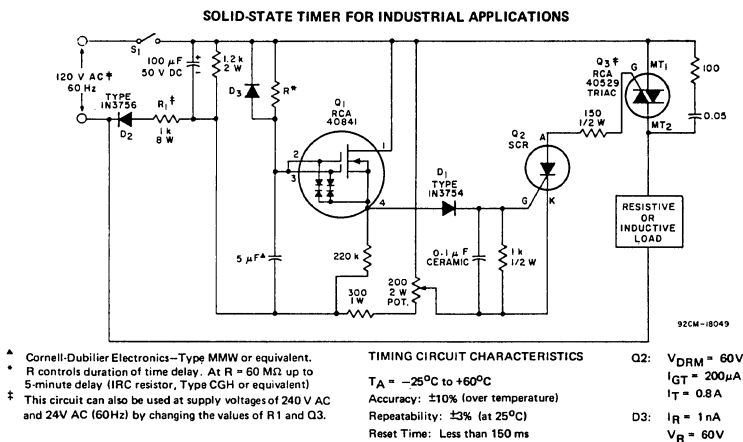 SOLID-STATE TIMER FOR INDUSTRIAL APPLICATIONS
S1
120 V AC‡
60 Hz
100 µF
50 V DC
+
-
1.2 k
2 W
TYPE
IN3756
D2
R1‡
1 k
8 W
D3
R*
Q1
RCA
40841
1
2
3
4
5 µF▲
220 k
300
1 W
200
2 W
POT.
D1
TYPE
IN3754
0.1 µF
CERAMIC
1 k
1/2 W
Q2
SCR
A
G
K
150
1/2 W
Q3‡
RCA
40529
TRIAC
G
MT1
MT2
100
0.05
RESISTIVE
OR
INDUCTIVE
LOAD
92CM-18049
▲ Cornell-Dubilier Electronics—Type MMW or equivalent.
* R controls duration of time delay. At R = 60 MΩ up to
5-minute delay (IRC resistor, Type CGH or equivalent)
‡ This circuit can also be used at supply voltages of 240 V AC
and 24V AC (60Hz) by changing the values of R1 and Q3.
TIMING CIRCUIT CHARACTERISTICS
TA = −25°C to +60°C
Accuracy: ±10% (over temperature)
Repeatability: ±3% (at 25°C)
Reset Time: Less than 150 ms
Q2: VDRM = 60V
IGT = 200µA
IT = 0.8A
D3: IR = 1 nA
VR = 60V